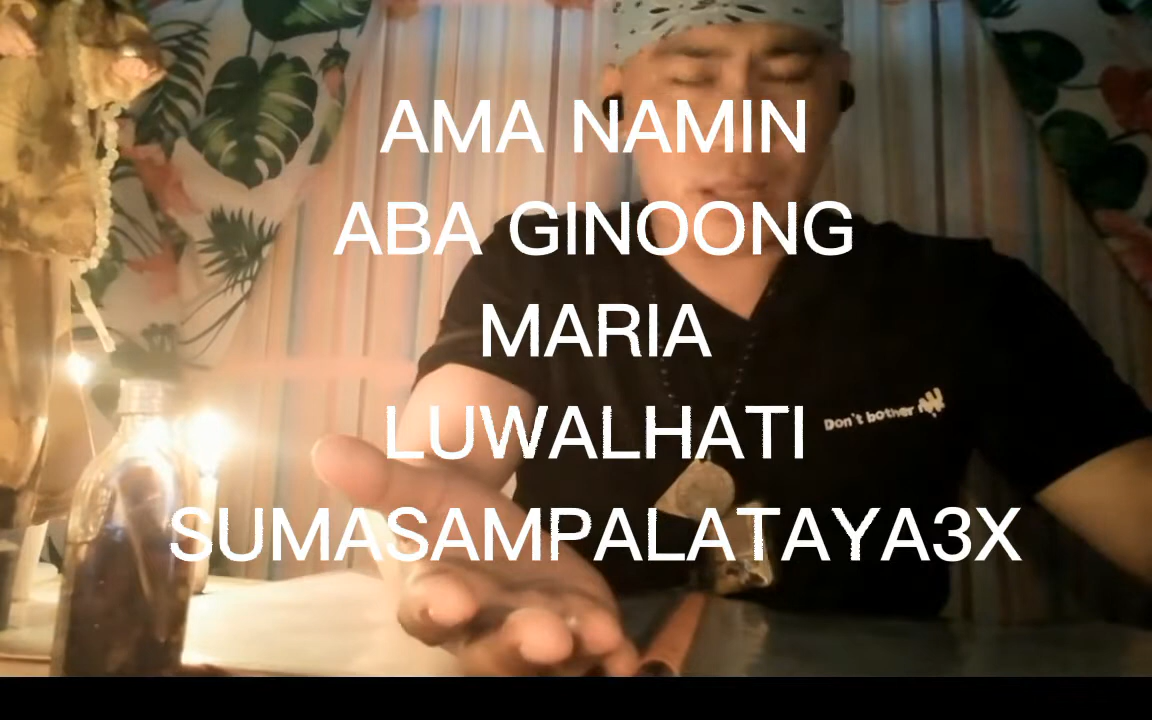 AMA NAMIN
ABA GINOONG
MARIA
LUWALHATI
SUMASAMPALATAYA3X
Don't bother